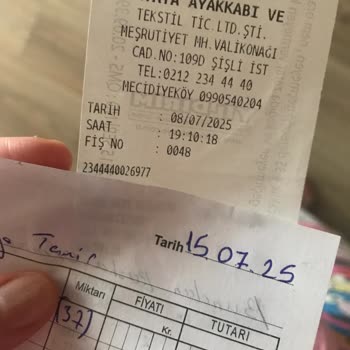 AYAKKABI VE
TEKSTİL TİC.LTD.ŞTİ.
MEŞRUTİYET MH.VALİKONAĞI
CAD.NO:109D ŞİŞLİ İST
TEL:0212 234 44 40
MECİDİYEKÖY 0990540204
TARİH : 08/07/2025
SAAT : 19:10:18
FİŞ NO : 0048
2344440026977
Tarih 15.07.25
Miktarı FİYATI TUTARI
Kr.
(37)